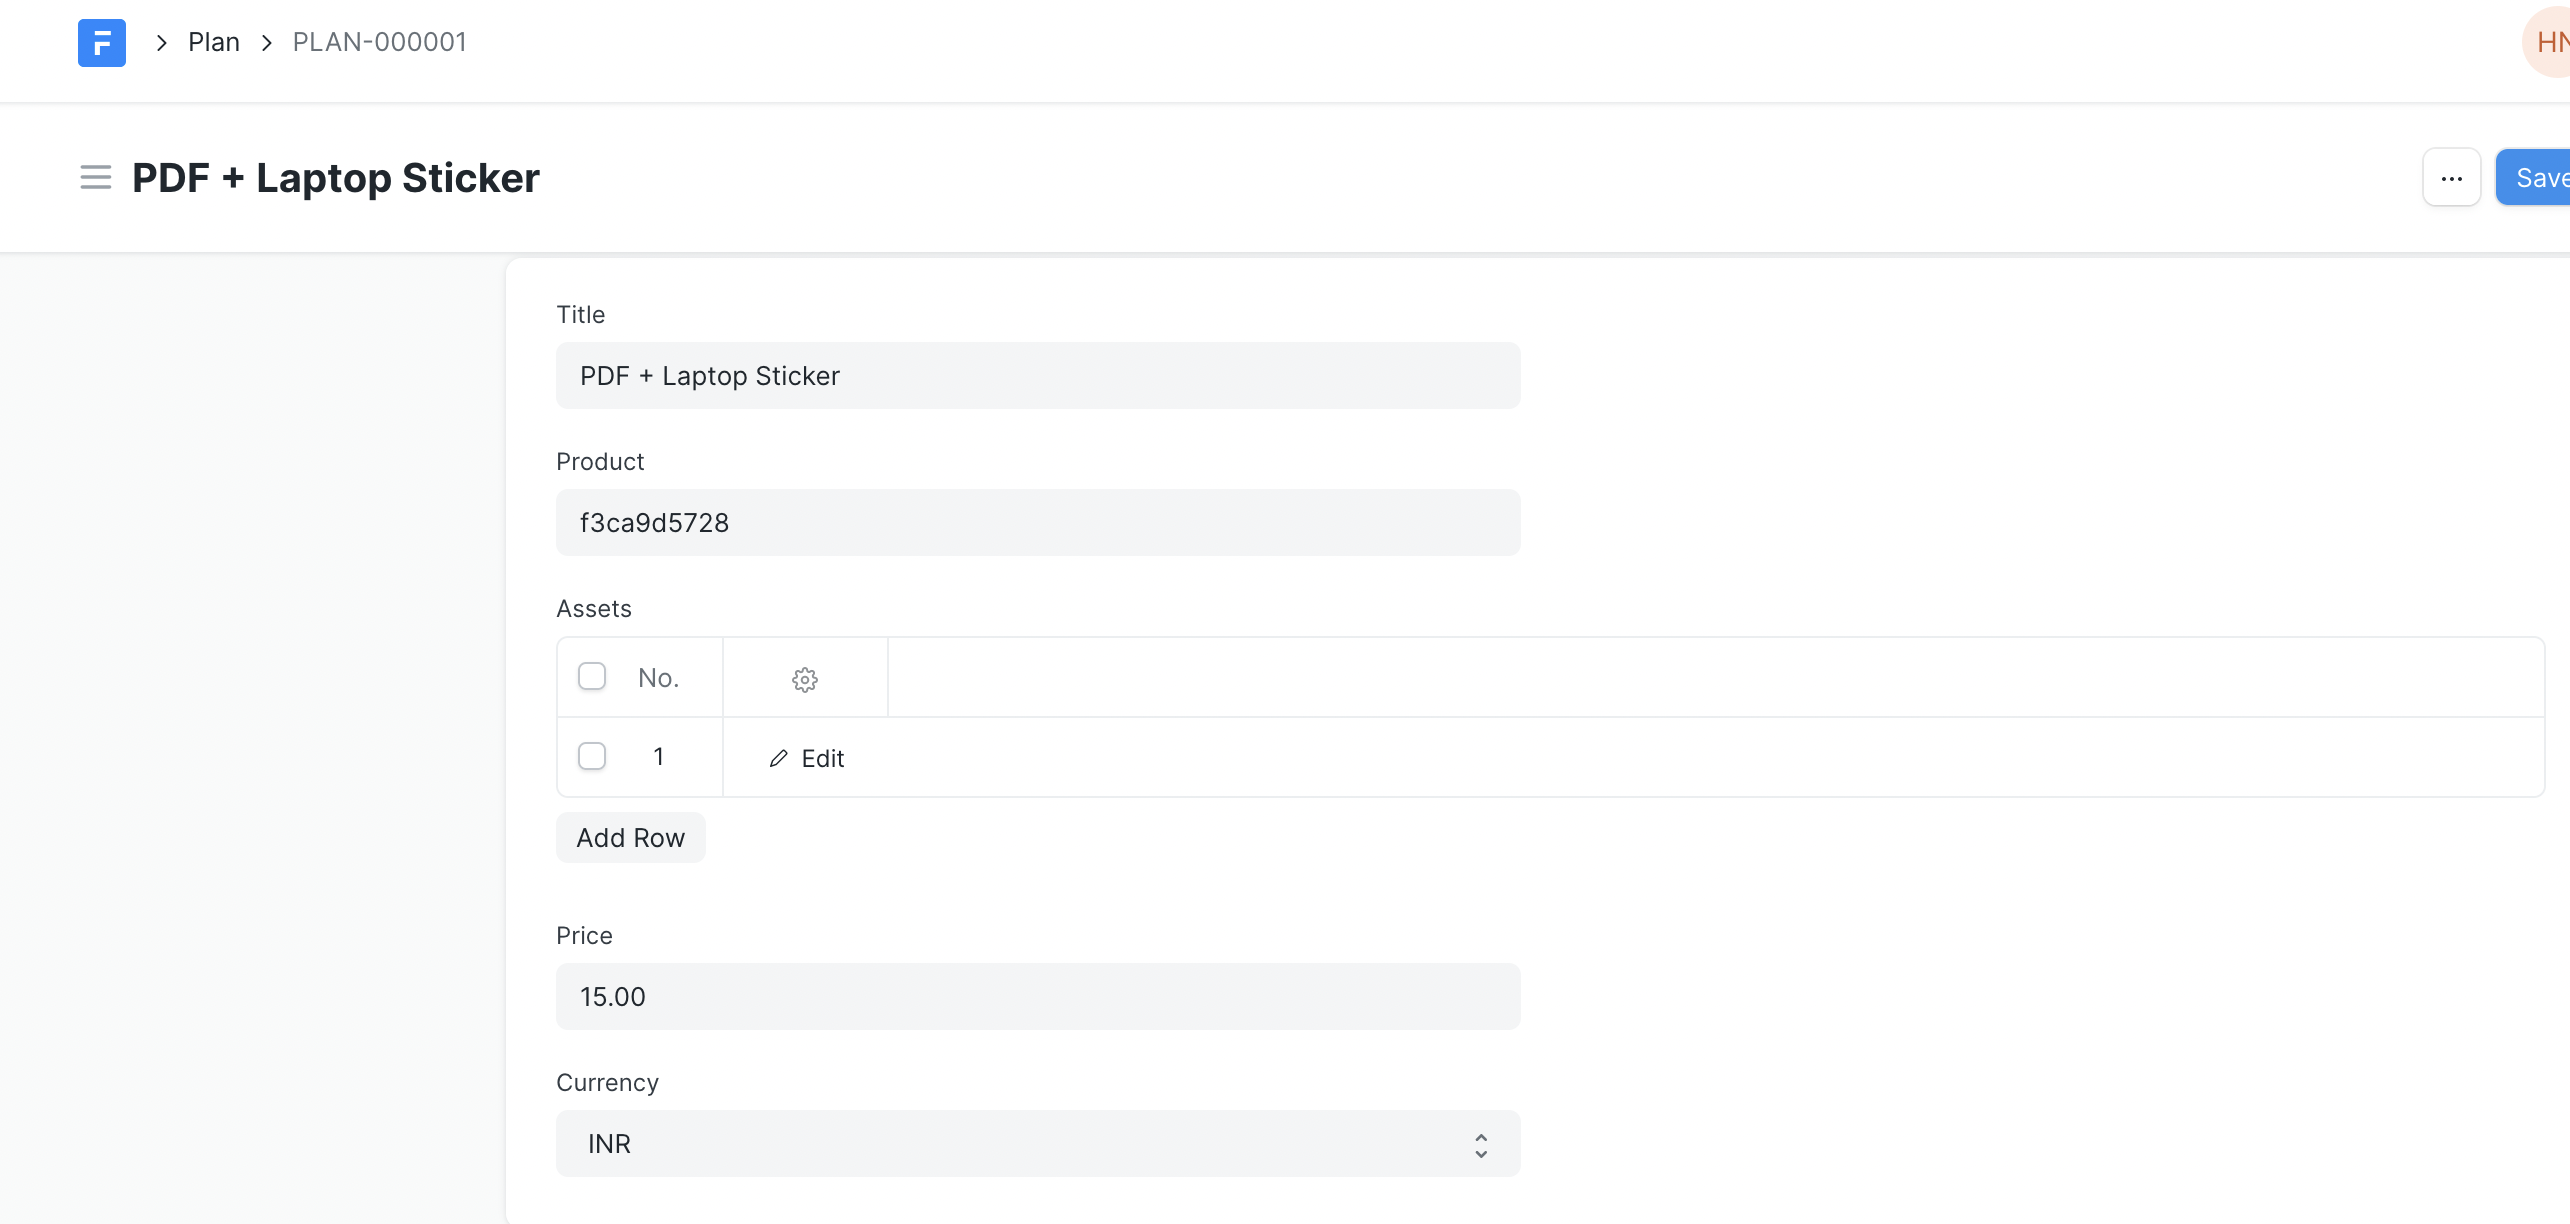 F
Plan
PLAN-000001
HN
PDF + Laptop Sticker
...
Save
Title
PDF + Laptop Sticker
Product
f3ca9d5728
Assets
No.
1
Edit
Add Row
Price
15.00
Currency
INR